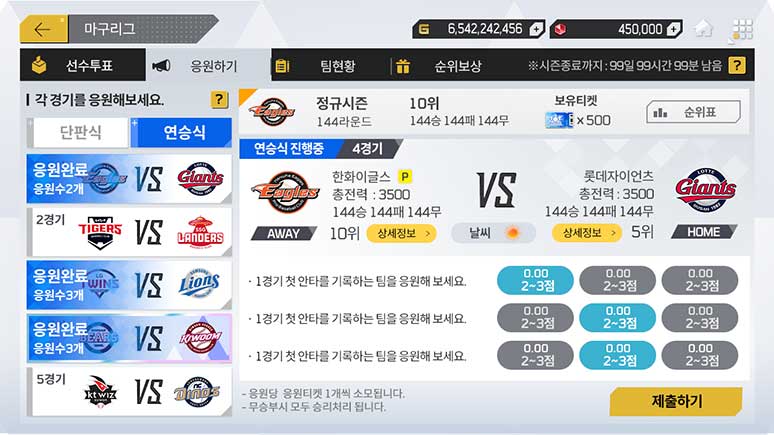 마구리그
G 6,542,242,456 +
450,000 +
선수투표
응원하기
팀현황
순위보상
※시즌종료까지 : 99일 99시간 99분 남음 ?
각 경기를 응원해보세요. ?
단판식
연승식
응원완료
응원수2개
Eagles
VS
LOTTE
Giants
2경기
KIA
TIGERS
VS
SSG
LANDERS
응원완료
응원수3개
LG
TWINS
VS
SAMSUNG
Lions
응원완료
응원수3개
BEARS
VS
KIWOOM
5경기
kt wiz
VS
NC
DINOS
Eagles
정규시즌
10위
144라운드
144승 144패 144무
보유티켓
×500
순위표
연승식 진행중
4경기
Eagles
한화이글스 P
총전력 : 3500
144승 144패 144무
AWAY
10위
상세정보 >
VS
날씨
롯데자이언츠
총전력 : 3500
144승 144패 144무
상세정보 >
5위
LOTTE
Giants
BUSAN 1982
HOME
· 1경기 첫 안타를 기록하는 팀을 응원해 보세요.
0.00
2~3점
0.00
2~3점
0.00
2~3점
· 1경기 첫 안타를 기록하는 팀을 응원해 보세요.
0.00
2~3점
0.00
2~3점
0.00
2~3점
· 1경기 첫 안타를 기록하는 팀을 응원해 보세요.
0.00
2~3점
0.00
2~3점
0.00
2~3점
- 응원당 응원티켓 1개씩 소모됩니다.
- 무승부시 모두 승리처리 됩니다.
제출하기